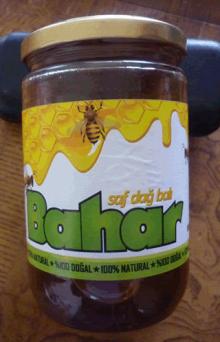 saf dağ balı
Bahar
NATURAL ★ %100 DOĞAL ★ 100% NATURAL ★ %100 DOĞAL ★